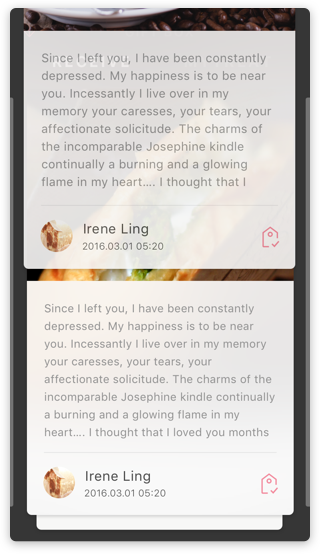 Since I left you, I have been constantly
depressed. My happiness is to be near
you. Incessantly I live over in my
memory your caresses, your tears, your
affectionate solicitude. The charms of
the incomparable Josephine kindle
continually a burning and a glowing
flame in my heart.... I thought that I
Irene Ling
2016.03.01 05:20
Since I left you, I have been constantly
depressed. My happiness is to be near
you. Incessantly I live over in my memory
your caresses, your tears, your
affectionate solicitude. The charms of the
incomparable Josephine kindle continually
a burning and a glowing flame in my
heart.... I thought that I loved you months
Irene Ling
2016.03.01 05:20